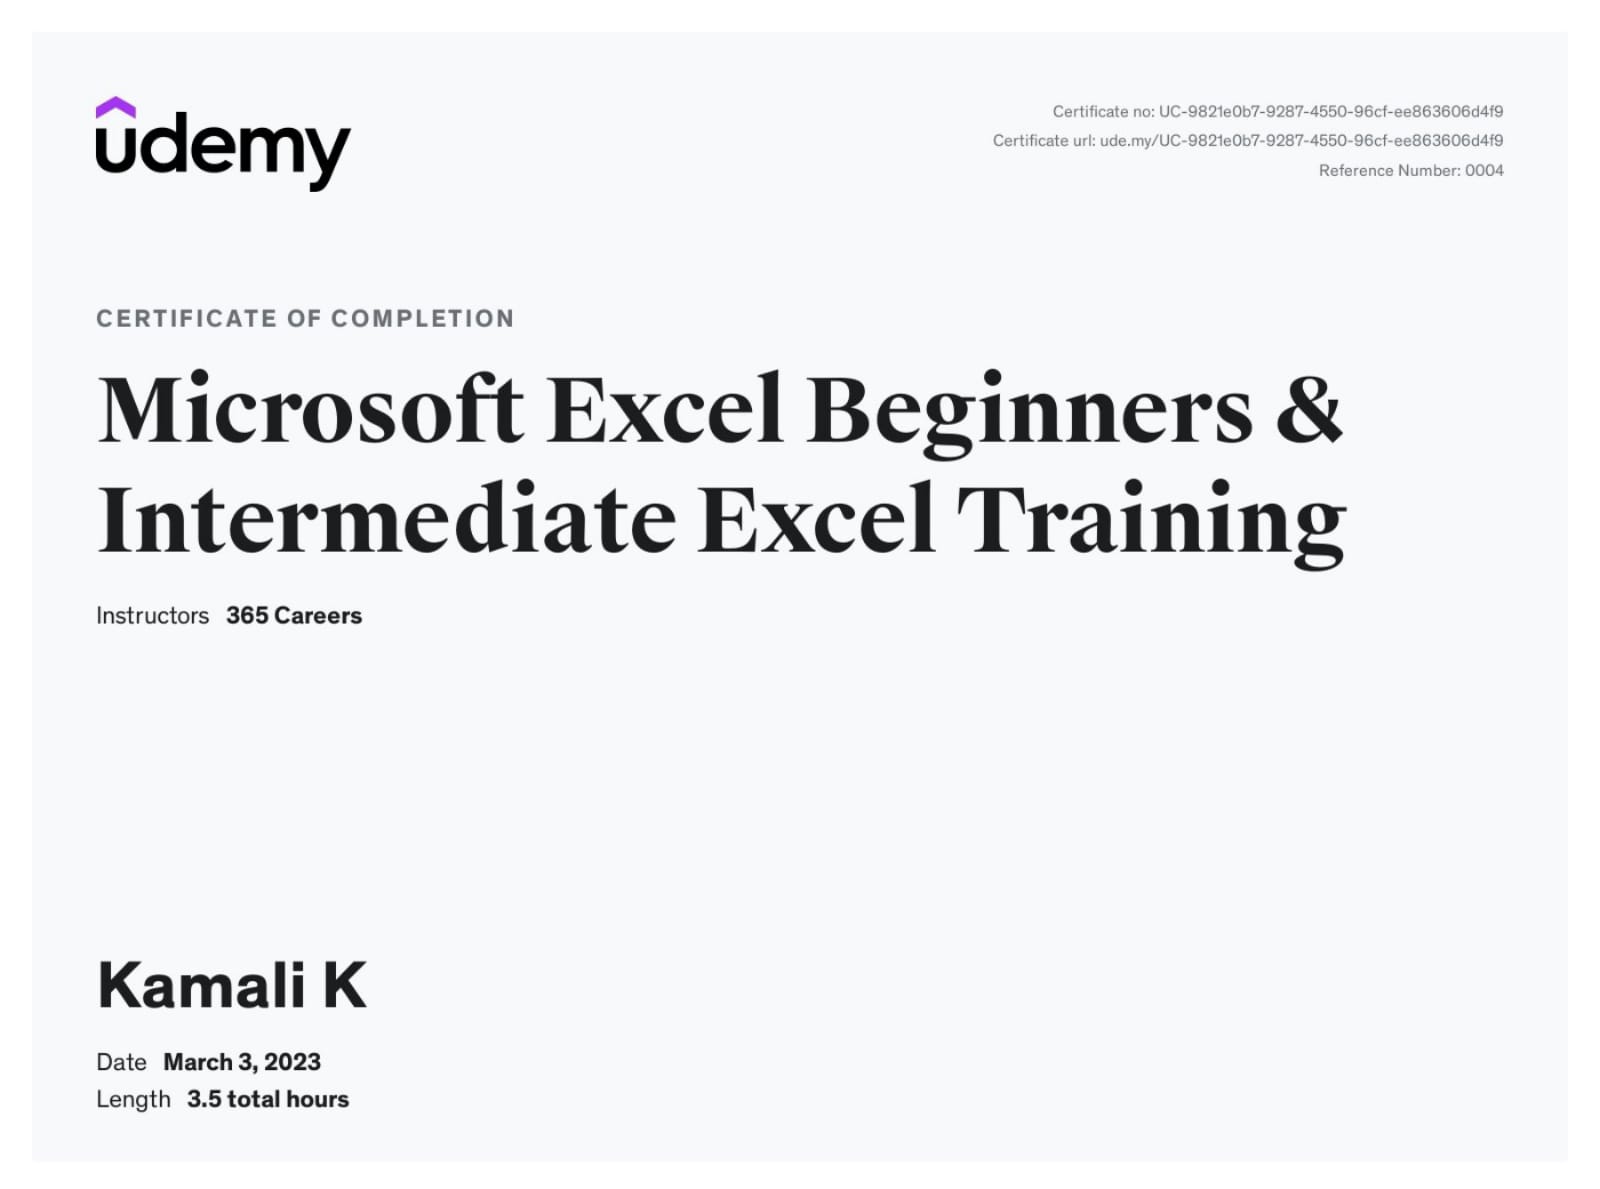 udemy
Certificate no: UC-9821e0b7-9287-4550-96cf-ee863606d4f9
Certificate url: ude.my/UC-9821e0b7-9287-4550-96cf-ee863606d4f9
Reference Number: 0004
CERTIFICATE OF COMPLETION
Microsoft Excel Beginners &
Intermediate Excel Training
Instructors 365 Careers
Kamali K
Date March 3, 2023
Length 3.5 total hours